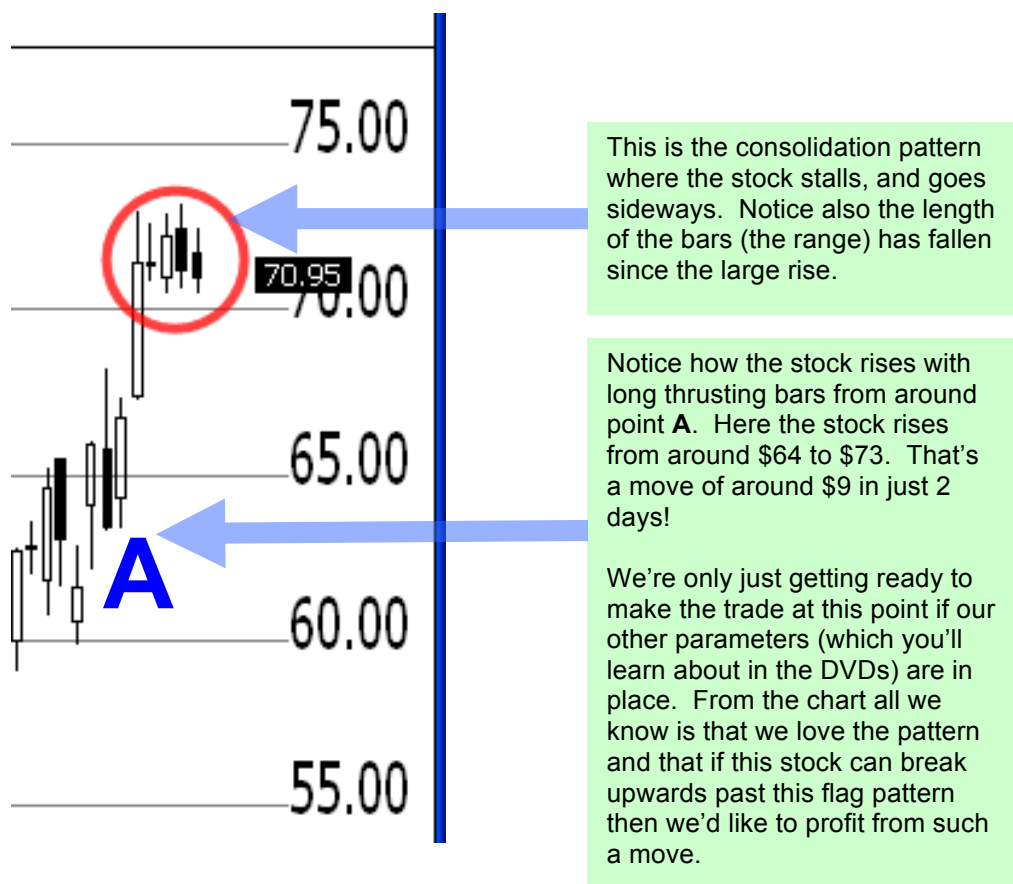 75.00
70.95
70.00
65.00
A
60.00
55.00
This is the consolidation pattern
where the stock stalls, and goes
sideways.  Notice also the length
of the bars (the range) has fallen
since the large rise.
Notice how the stock rises with
long thrusting bars from around
point A.  Here the stock rises
from around $64 to $73.  That’s
a move of around $9 in just 2
days!
We’re only just getting ready to
make the trade at this point if our
other parameters (which you’ll
learn about in the DVDs) are in
place.  From the chart all we
know is that we love the pattern
and that if this stock can break
upwards past this flag pattern
then we’d like to profit from such
a move.